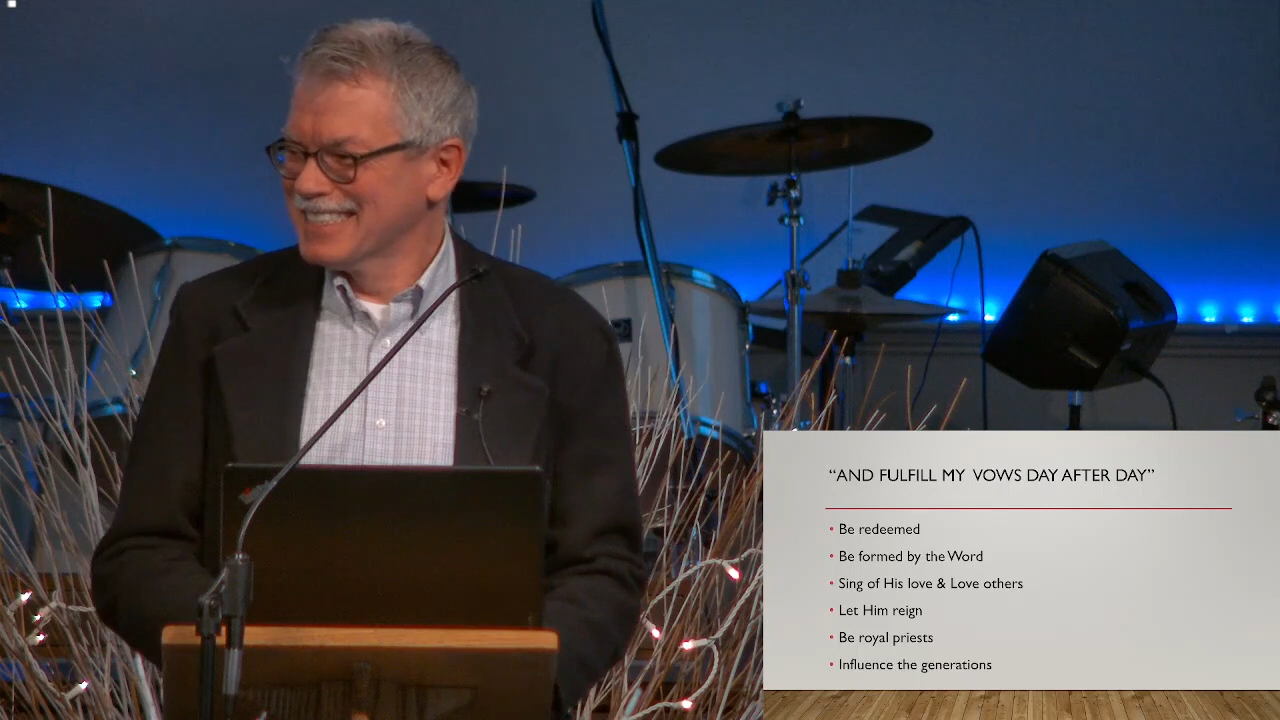 “AND FULFILL MY VOWS DAY AFTER DAY”
• Be redeemed
• Be formed by the Word
• Sing of His love & Love others
• Let Him reign
• Be royal priests
• Influence the generations